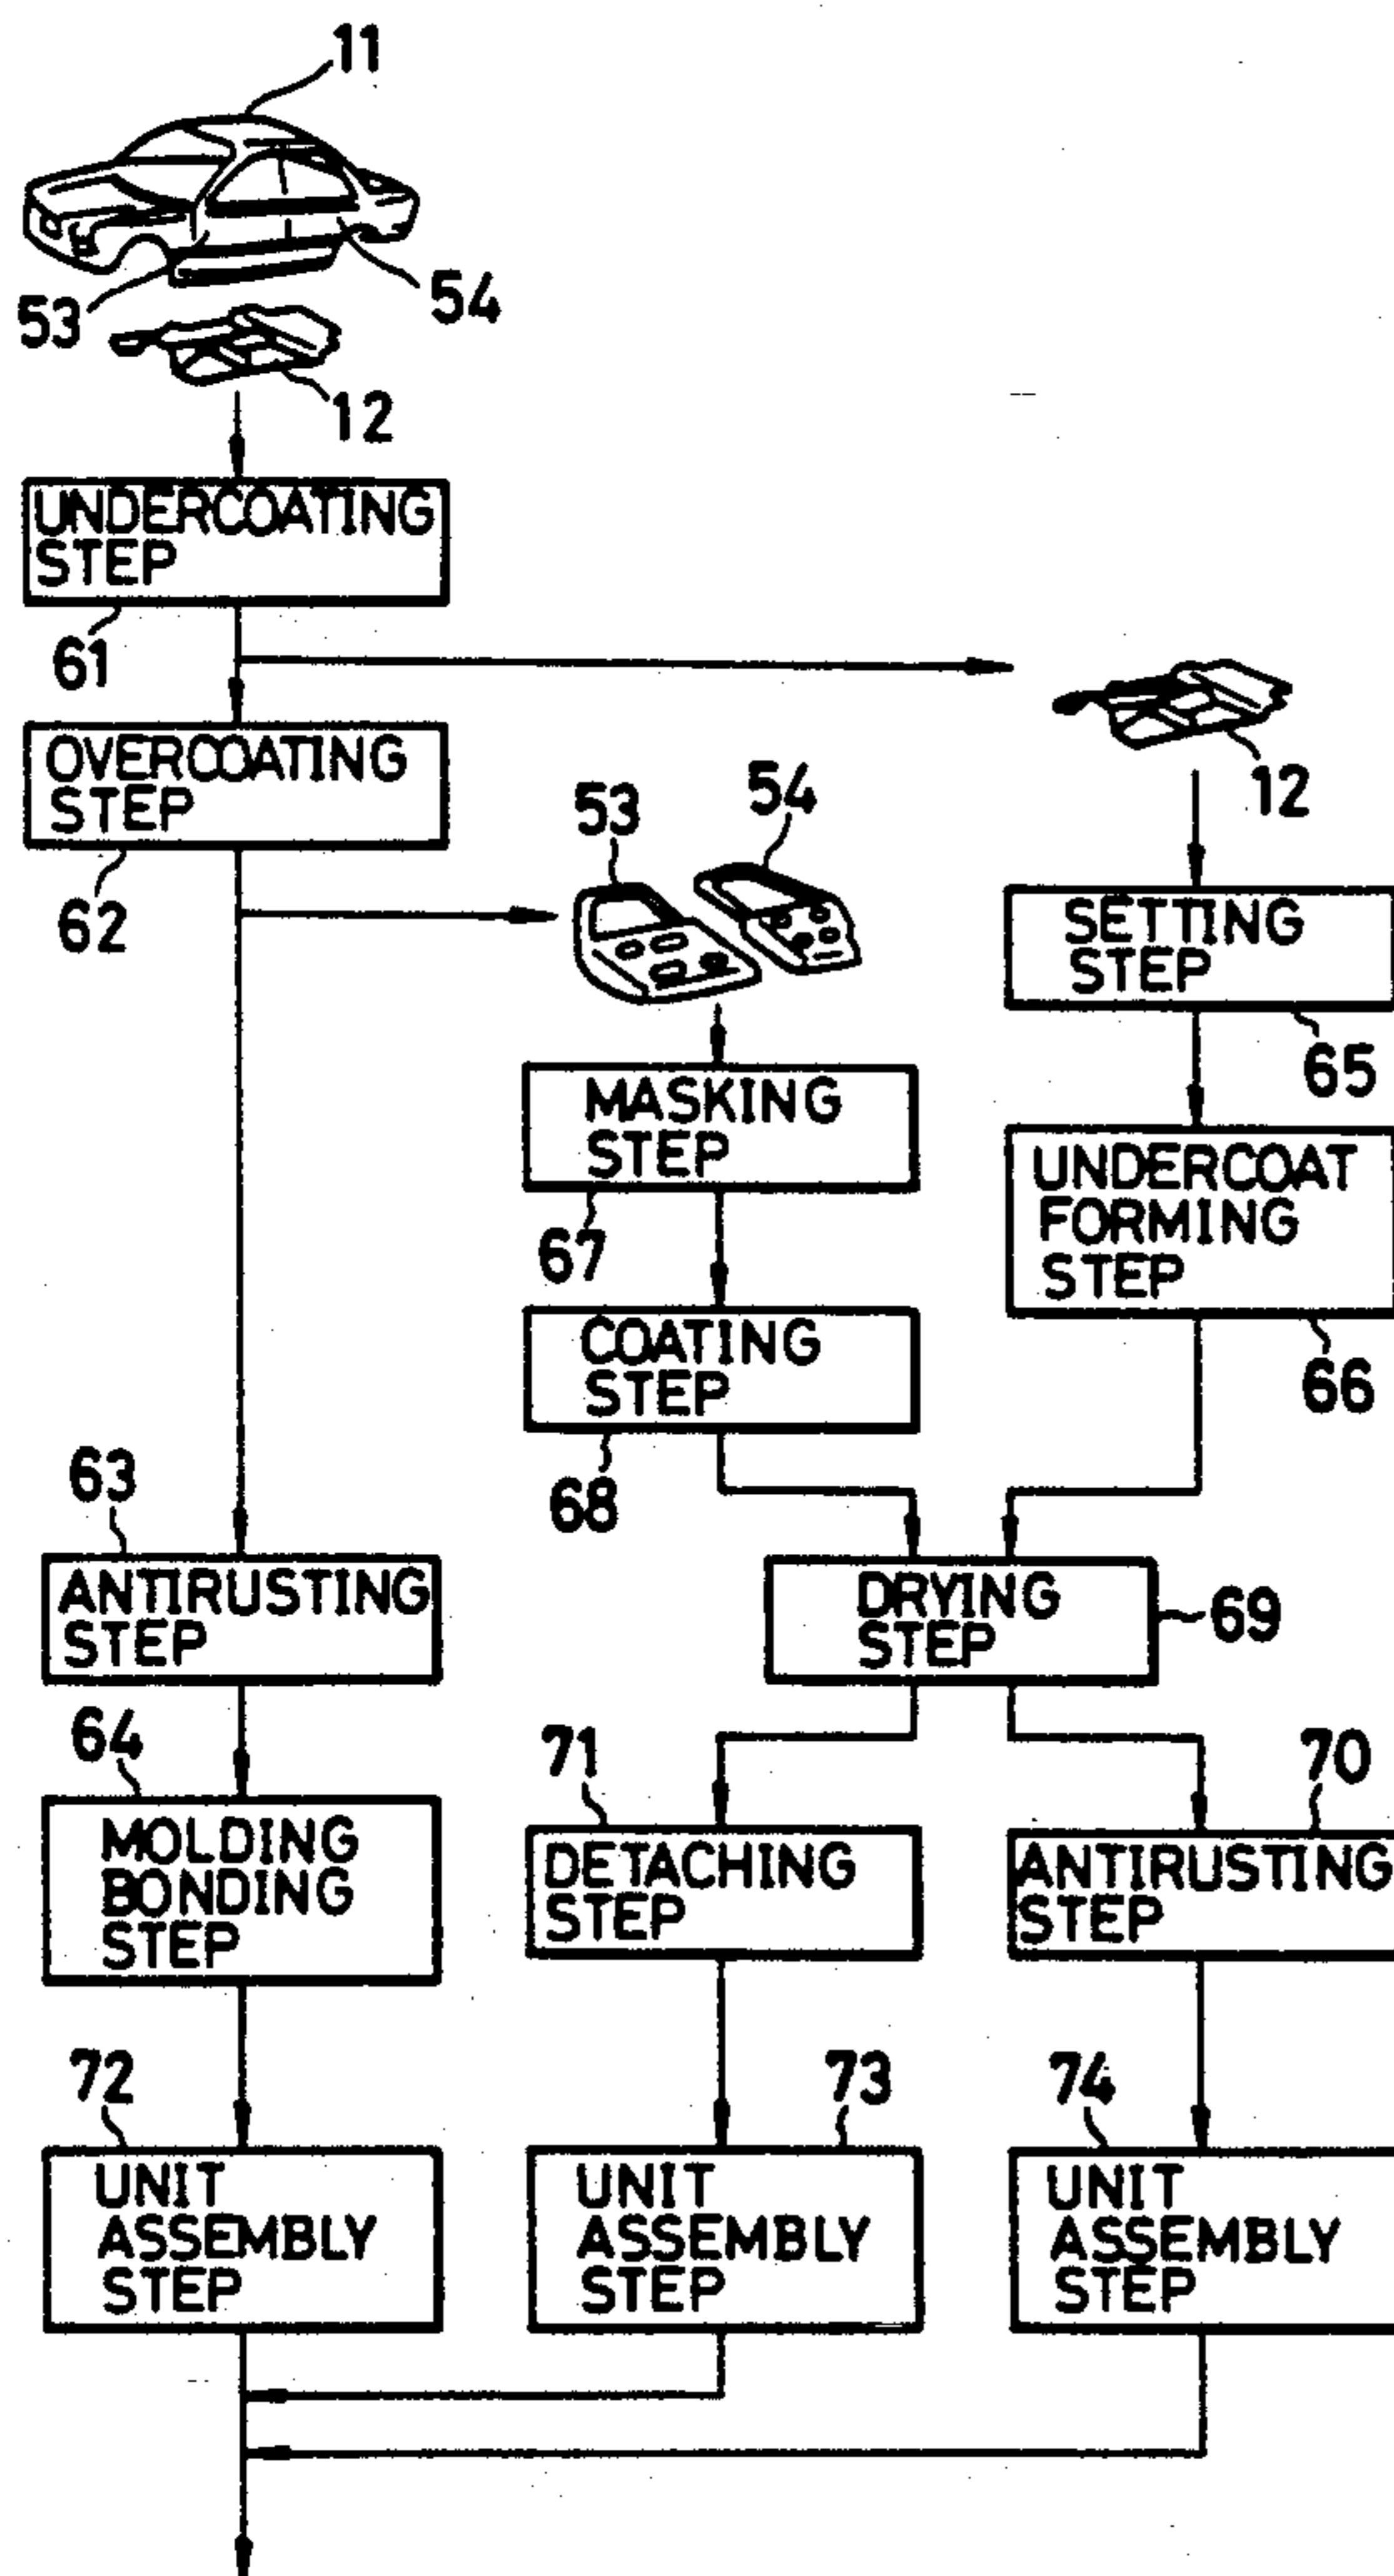 11
53
54
12
UNDERCOATING
STEP
61
12
OVERCOATING
STEP
62
53
54
SETTING
STEP
65
MASKING
STEP
67
UNDERCOAT
FORMING
STEP
66
COATING
STEP
68
63
ANTIRUSTING
STEP
DRYING
STEP
69
64
MOLDING
BONDING
STEP
71
DETACHING
STEP
70
ANTIRUSTING
STEP
72
UNIT
ASSEMBLY
STEP
73
UNIT
ASSEMBLY
STEP
74
UNIT
ASSEMBLY
STEP